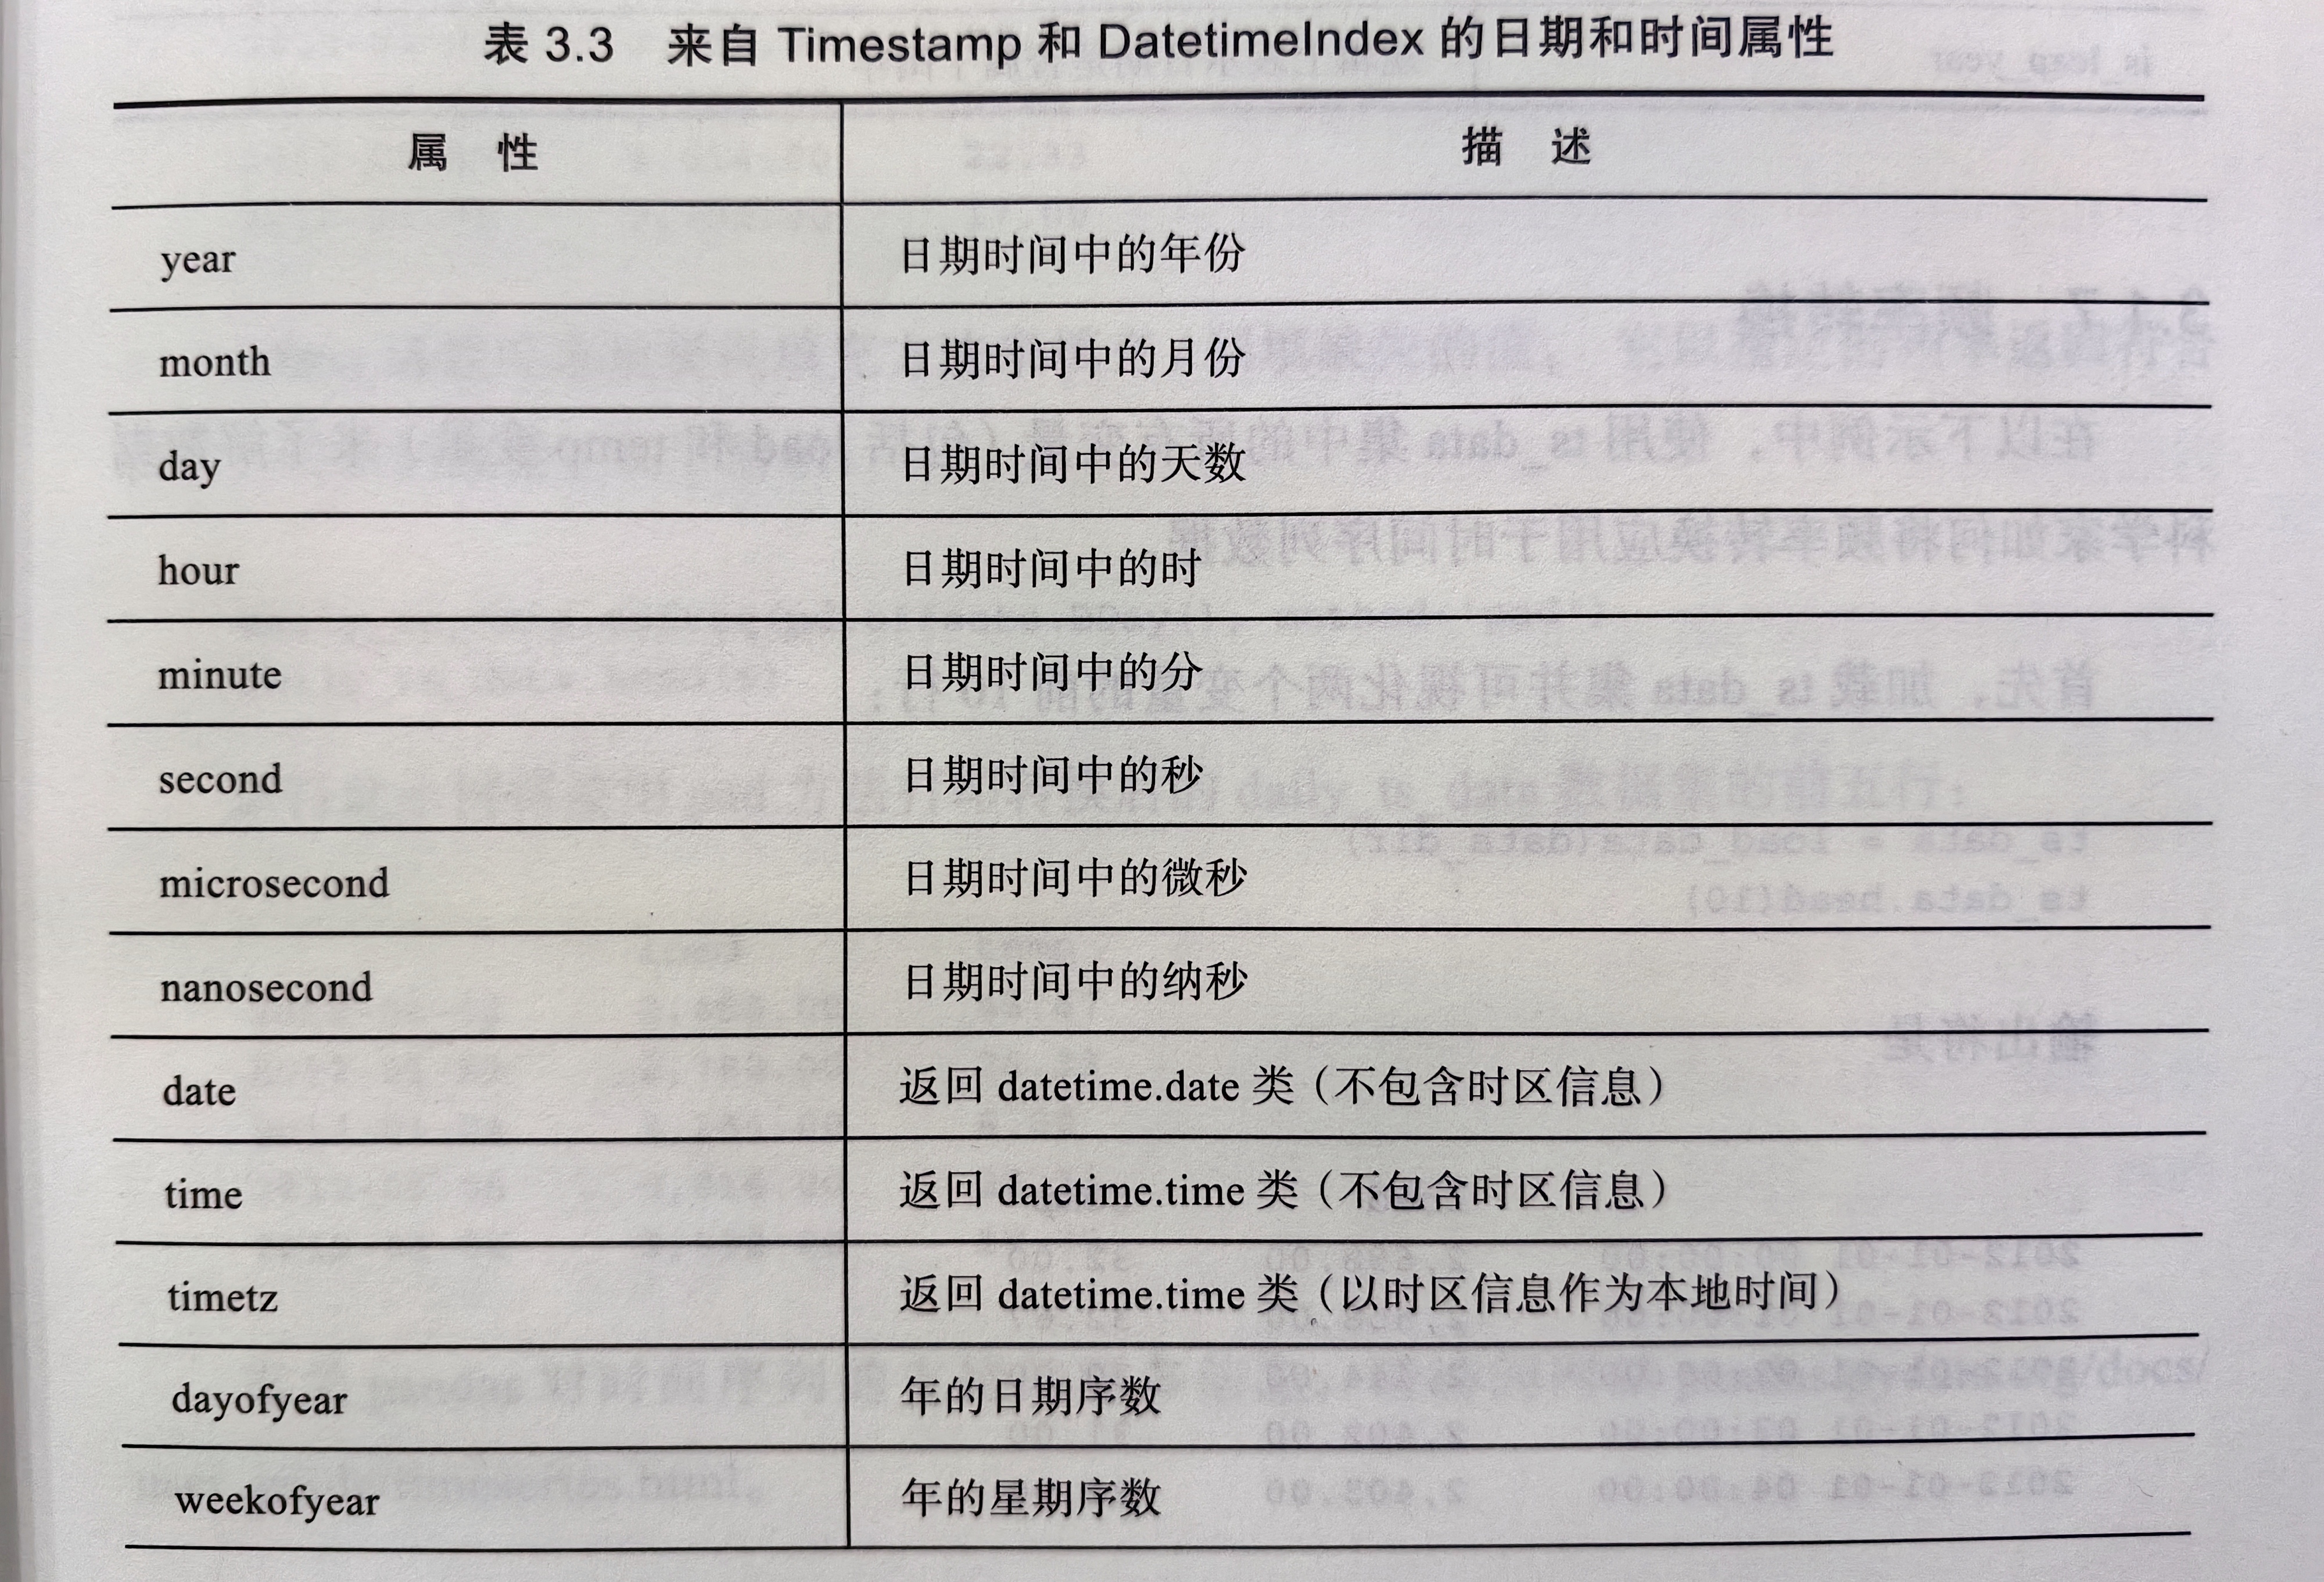 表 3.3 来自 Timestamp 和 DatetimeIndex 的日期和时间属性
属 性 描 述
year 日期时间中的年份
month 日期时间中的月份
day 日期时间中的天数
hour 日期时间中的时
minute 日期时间中的分
second 日期时间中的秒
microsecond 日期时间中的微秒
nanosecond 日期时间中的纳秒
date 返回 datetime.date 类（不包含时区信息）
time 返回 datetime.time 类（不包含时区信息）
timetz 返回 datetime.time 类（以时区信息作为本地时间）
dayofyear 年的日期序数
weekofyear 年的星期序数